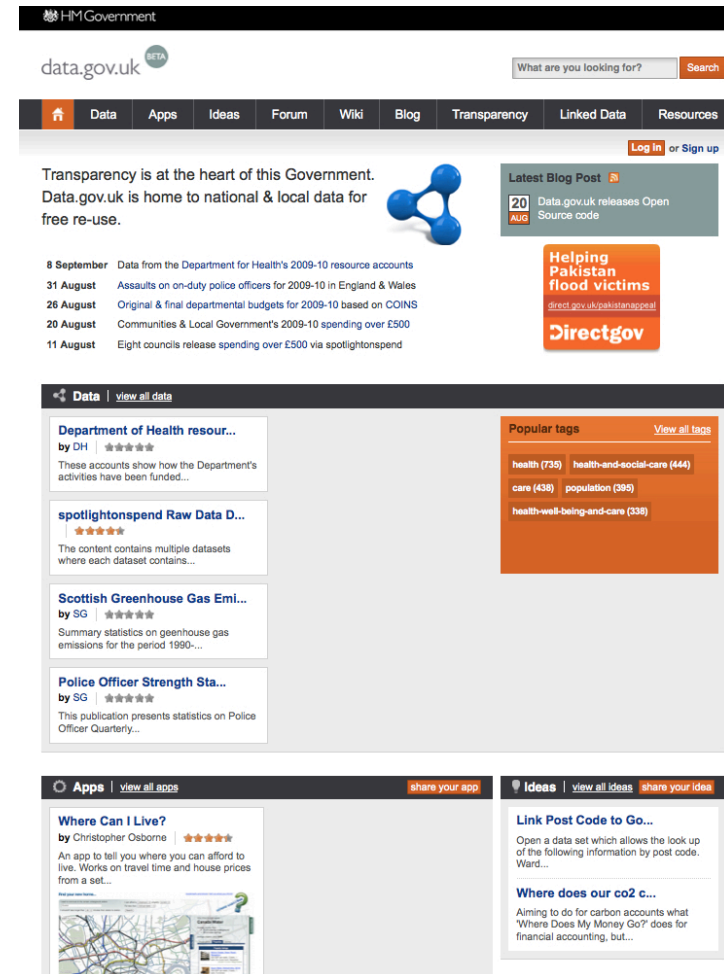 HM Government
data.gov.uk BETA
What are you looking for? Search
Data Apps Ideas Forum Wiki Blog Transparency Linked Data Resources
Log in or Sign up
Transparency is at the heart of this Government.
Data.gov.uk is home to national & local data for
free re-use.
8 September Data from the Department for Health's 2009-10 resource accounts
31 August Assaults on on-duty police officers for 2009-10 in England & Wales
26 August Original & final departmental budgets for 2009-10 based on COINS
20 August Communities & Local Government's 2009-10 spending over £500
11 August Eight councils release spending over £500 via spotlightonspend
Latest Blog Post
20 AUG
Data.gov.uk releases Open
Source code
Helping
Pakistan
flood victims
direct.gov.uk/pakistanappeal
Directgov
Data | view all data
Department of Health resour...
by DH
These accounts show how the Department's
activities have been funded...
spotlightonspend Raw Data D...
The content contains multiple datasets
where each dataset contains...
Scottish Greenhouse Gas Emi...
by SG
Summary statistics on geenhouse gas
emissions for the period 1990-...
Police Officer Strength Sta...
by SG
This publication presents statistics on Police
Officer Quarterly...
Popular tags View all tags
health (735) health-and-social-care (444)
care (438) population (395)
health-well-being-and-care (338)
Apps | view all apps share your app
Where Can I Live?
by Christopher Osborne
An app to tell you where you can afford to
live. Works on travel time and house prices
from a set...
Ideas | view all ideas share your idea
Link Post Code to Go...
Open a data set which allows the look up
of the following information by post code.
Ward...
Where does our co2 c...
Aiming to do for carbon accounts what
'Where Does My Money Go?' does for
financial accounting, but...